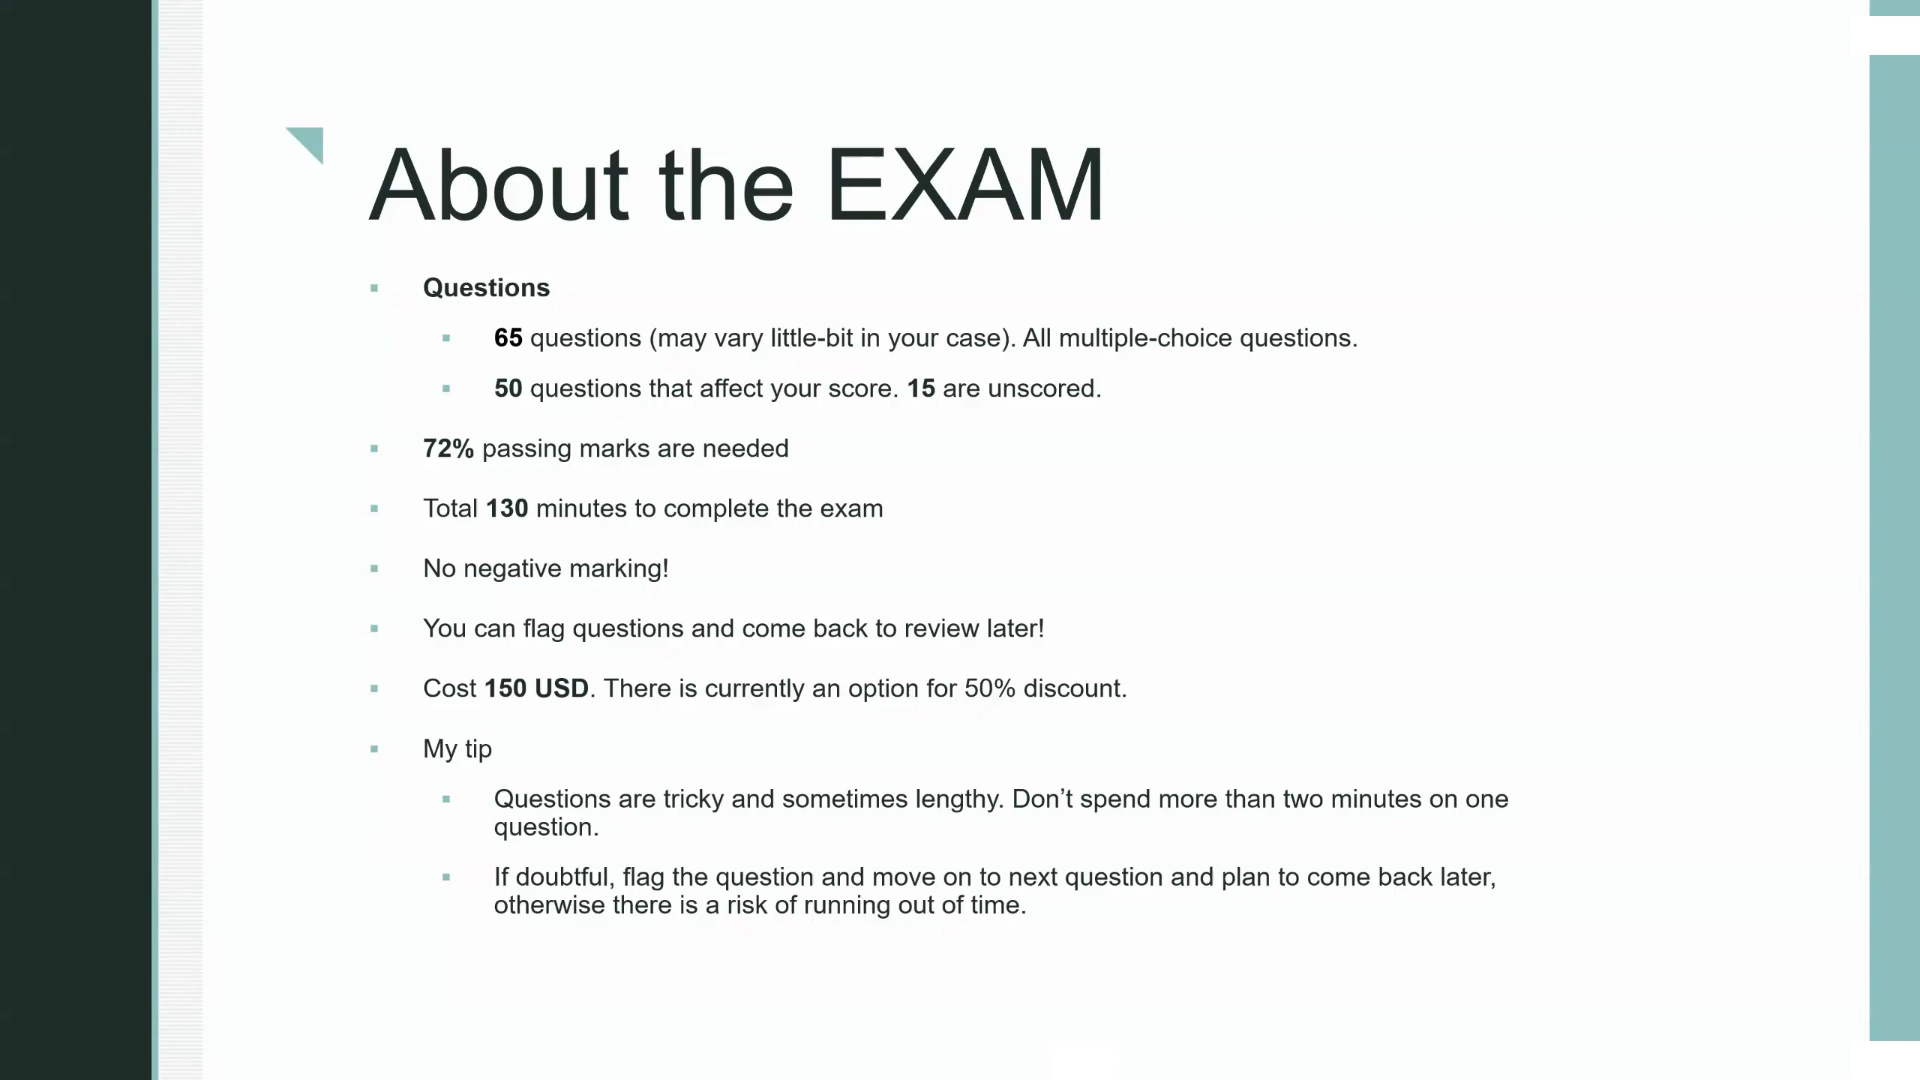 About the EXAM
Questions
65 questions (may vary little-bit in your case). All multiple-choice questions.
50 questions that affect your score. 15 are unscored.
72% passing marks are needed
Total 130 minutes to complete the exam
No negative marking!
You can flag questions and come back to review later!
Cost 150 USD. There is currently an option for 50% discount.
My tip
Questions are tricky and sometimes lengthy. Don’t spend more than two minutes on one
question.
If doubtful, flag the question and move on to next question and plan to come back later,
otherwise there is a risk of running out of time.